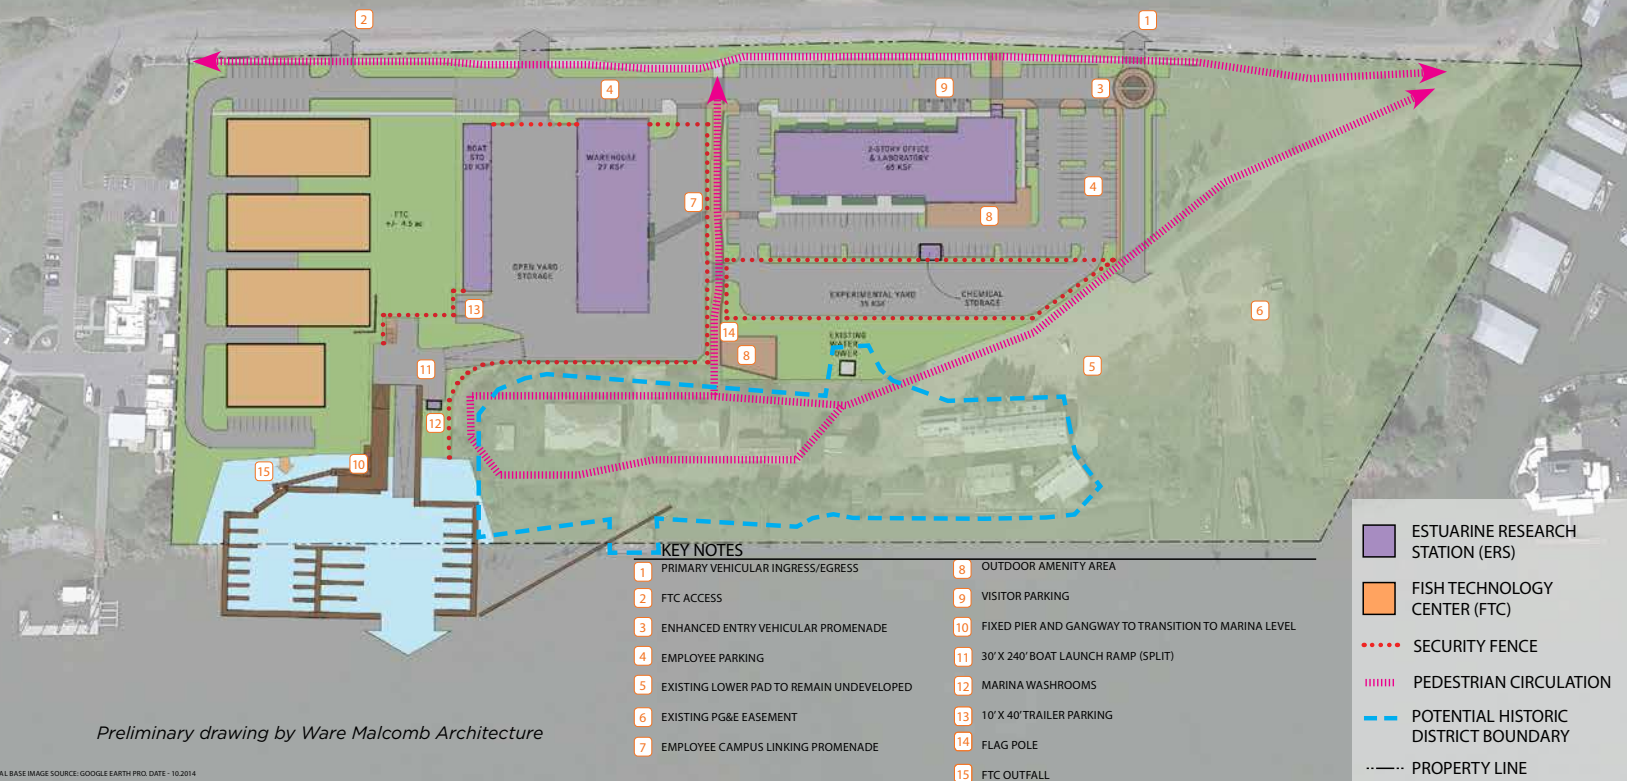 2
1
4
9
3
BOAT
STO
10 KSF
WAREHOUSE
27 KSF
2-STORY OFFICE
& LABORATORY
65 KSF
4
7
8
FTC
+/- 4.5 ac
OPEN YARD
STORAGE
EXPERIMENTAL YARD
35 KSF
CHEMICAL
STORAGE
13
6
14
8
EXISTING
WATER
TOWER
11
5
12
15
10
KEY NOTES
1 PRIMARY VEHICULAR INGRESS/EGRESS
2 FTC ACCESS
3 ENHANCED ENTRY VEHICULAR PROMENADE
4 EMPLOYEE PARKING
5 EXISTING LOWER PAD TO REMAIN UNDEVELOPED
6 EXISTING PG&E EASEMENT
7 EMPLOYEE CAMPUS LINKING PROMENADE
8 OUTDOOR AMENITY AREA
9 VISITOR PARKING
10 FIXED PIER AND GANGWAY TO TRANSITION TO MARINA LEVEL
11 30' X 240' BOAT LAUNCH RAMP (SPLIT)
12 MARINA WASHROOMS
13 10' X 40' TRAILER PARKING
14 FLAG POLE
15 FTC OUTFALL
ESTUARINE RESEARCH
STATION (ERS)
FISH TECHNOLOGY
CENTER (FTC)
SECURITY FENCE
PEDESTRIAN CIRCULATION
POTENTIAL HISTORIC
DISTRICT BOUNDARY
PROPERTY LINE
Preliminary drawing by Ware Malcomb Architecture
AL BASE IMAGE SOURCE: GOOGLE EARTH PRO. DATE - 10.2014